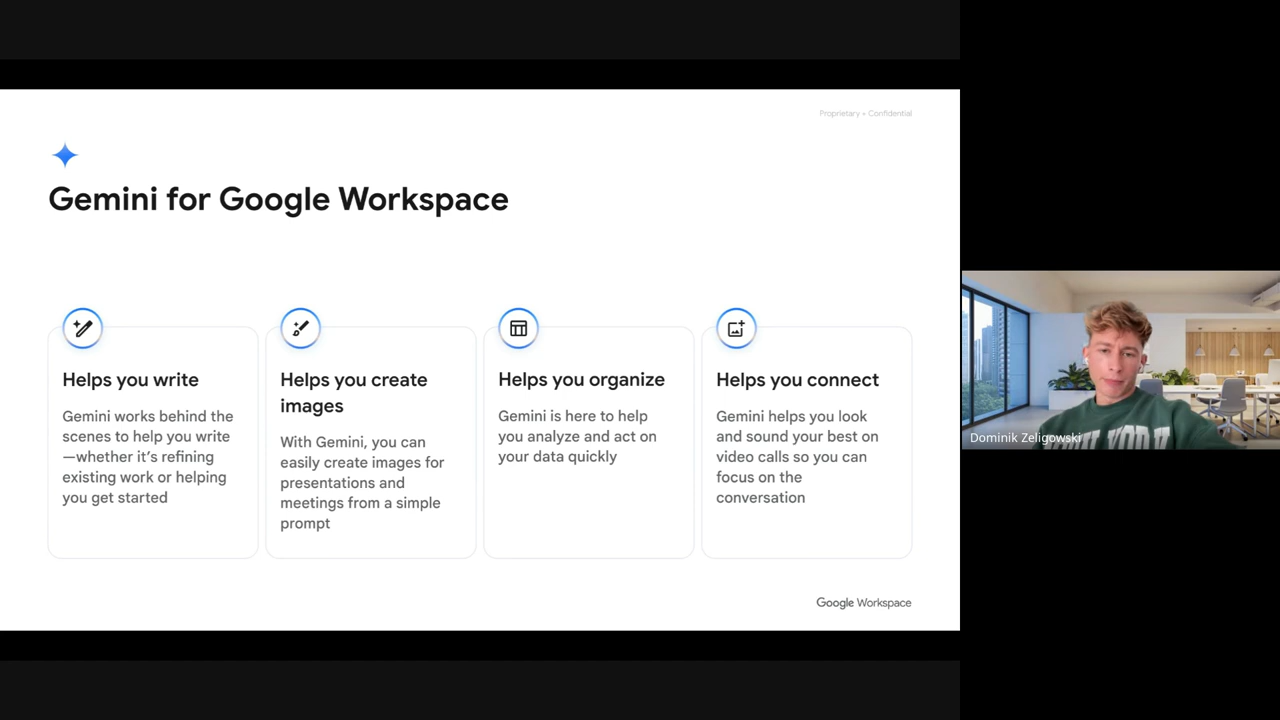 Proprietary + Confidential
Gemini for Google Workspace
Helps you write
Gemini works behind the
scenes to help you write
—whether it's refining
existing work or helping
you get started
Helps you create
images
With Gemini, you can
easily create images for
presentations and
meetings from a simple
prompt
Helps you organize
Gemini is here to help
you analyze and act on
your data quickly
Helps you connect
Gemini helps you look
and sound your best on
video calls so you can
focus on the
conversation
Google Workspace
Dominik Zeligowski